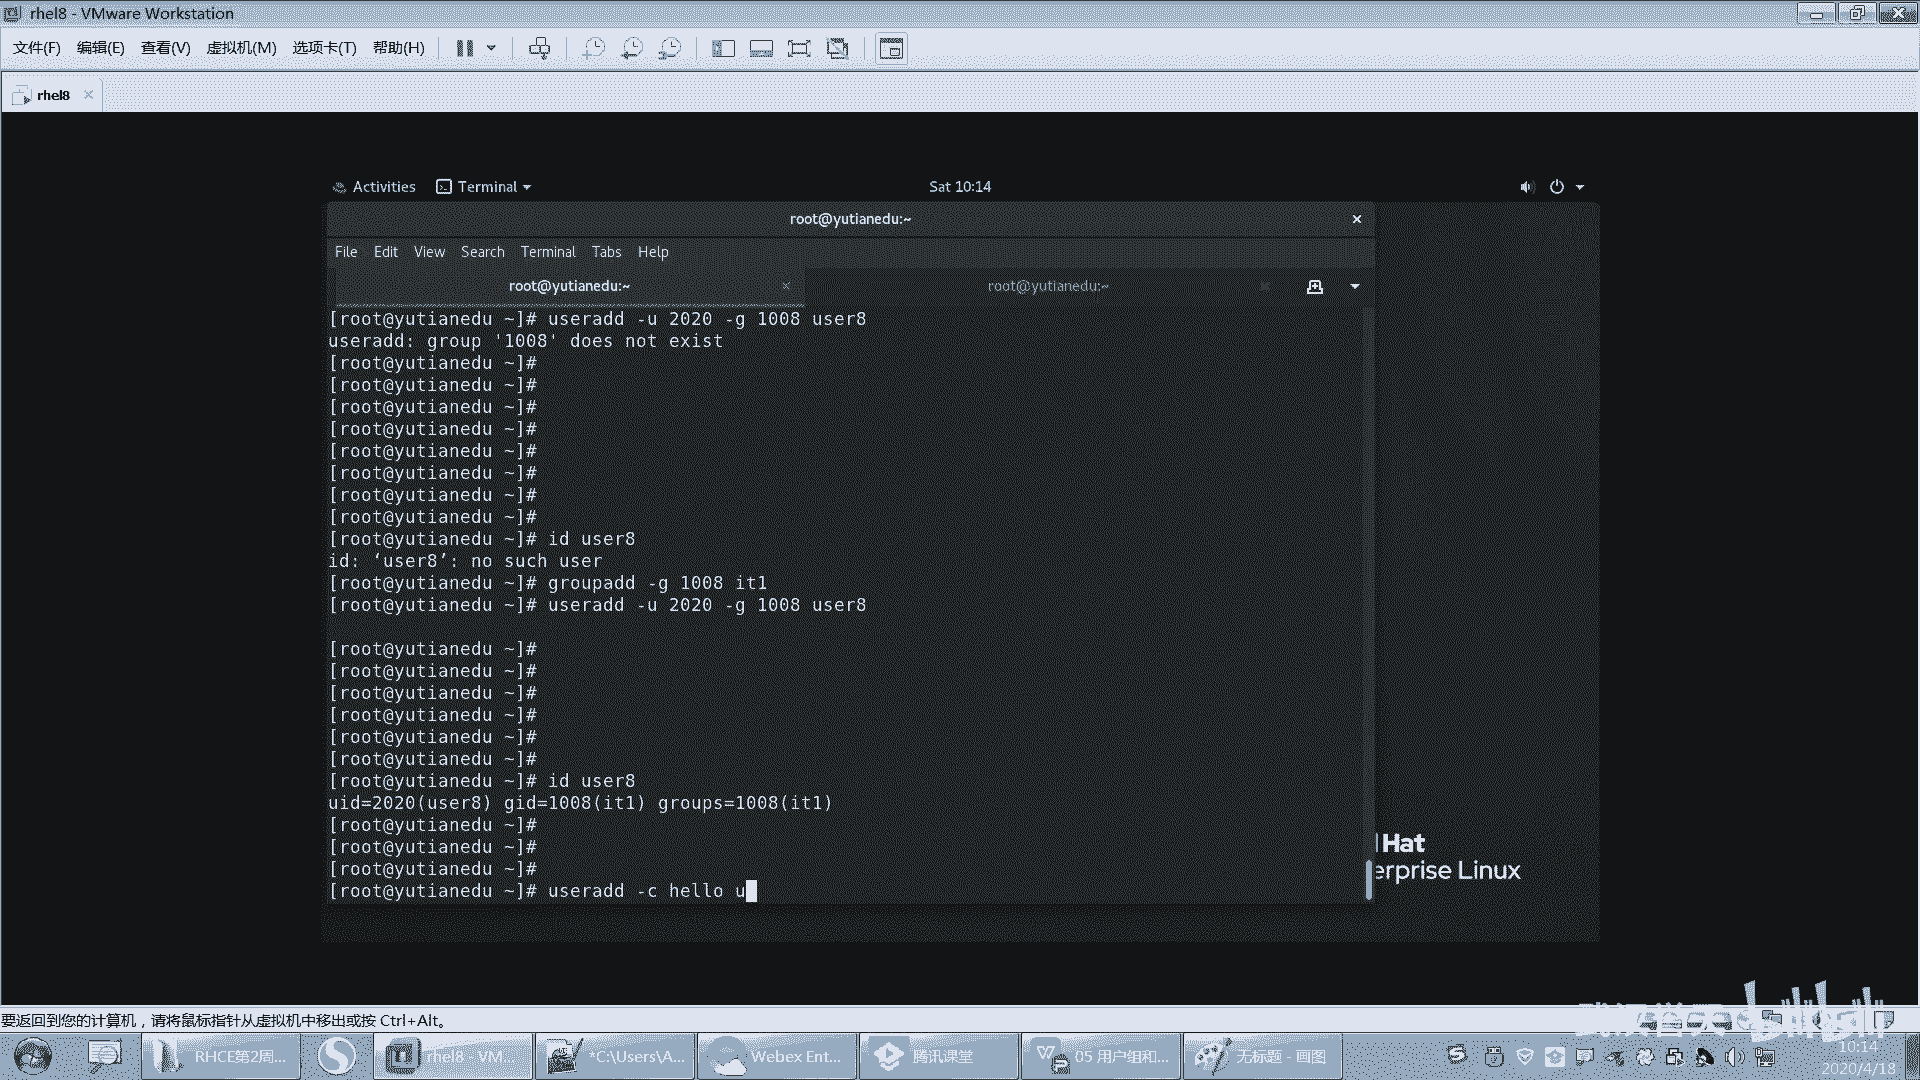 rhel8 - VMware Workstation
文件(F) 编辑(E) 查看(V) 虚拟机(M) 选项卡(T) 帮助(H)
rhel8
Activities Terminal Sat 10:14
root@yutianedu:~
File Edit View Search Terminal Tabs Help
root@yutianedu:~ root@yutianedu:~
[root@yutianedu ~]# useradd -u 2020 -g 1008 user8
useradd: group '1008' does not exist
[root@yutianedu ~]#
[root@yutianedu ~]#
[root@yutianedu ~]#
[root@yutianedu ~]#
[root@yutianedu ~]#
[root@yutianedu ~]#
[root@yutianedu ~]#
[root@yutianedu ~]#
[root@yutianedu ~]# id user8
id: ‘user8’: no such user
[root@yutianedu ~]# groupadd -g 1008 it1
[root@yutianedu ~]# useradd -u 2020 -g 1008 user8
[root@yutianedu ~]#
[root@yutianedu ~]#
[root@yutianedu ~]#
[root@yutianedu ~]#
[root@yutianedu ~]#
[root@yutianedu ~]#
[root@yutianedu ~]# id user8
uid=2020(user8) gid=1008(it1) groups=1008(it1)
[root@yutianedu ~]#
[root@yutianedu ~]#
[root@yutianedu ~]#
[root@yutianedu ~]# useradd -c hello u
Hat
erprise Linux
要返回到您的计算机，请将鼠标指针从虚拟机中移出或按 Ctrl+Alt。
bilibili
RHCE第2周... rhel8 - VM... *C:\Users\A... Webex Ent... 腾讯课堂 05 用户组和... 无标题 - 画图
10:14
2020/4/18